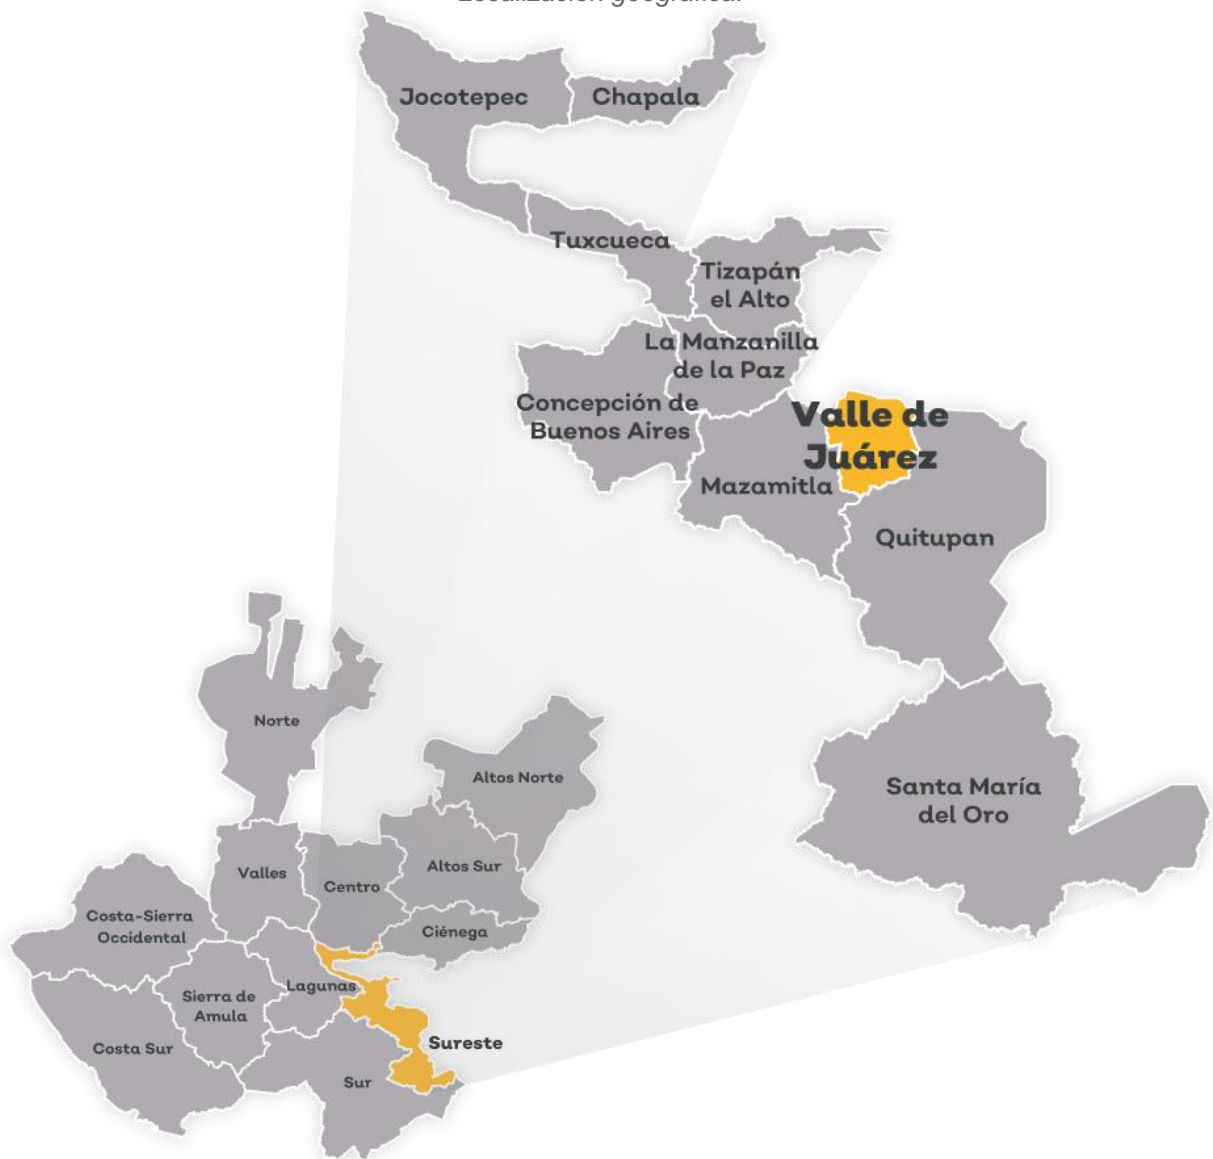 Localización geográfica.
Jocotepec
Chapala
Tuxcueca
Tizapán
el Alto
La Manzanilla
de la Paz
Concepción de
Buenos Aires
Valle de
Juárez
Mazamitla
Quitupan
Santa María
del Oro
Norte
Altos Norte
Valles
Centro
Altos Sur
Costa-Sierra
Occidental
Ciénega
Lagunas
Sierra de
Amula
Costa Sur
Sureste
Sur